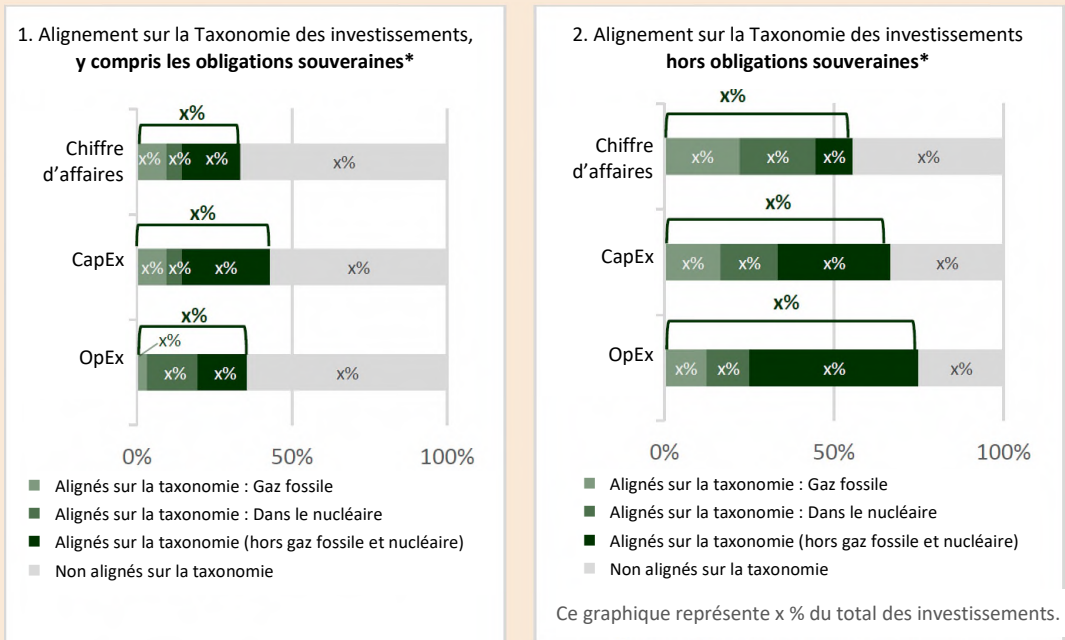 1. Alignement sur la Taxonomie des investissements,
y compris les obligations souveraines*
x%
Chiffre
d'affaires
x% x% x% x%
x%
CapEx
x% x% x% x%
x%
x%
OpEx
x% x% x%
0% 50% 100%
Alignés sur la taxonomie : Gaz fossile
Alignés sur la taxonomie : Dans le nucléaire
Alignés sur la taxonomie (hors gaz fossile et nucléaire)
Non alignés sur la taxonomie
2. Alignement sur la Taxonomie des investissements
hors obligations souveraines*
x%
Chiffre
d'affaires
x% x% x% x%
x%
CapEx
x% x% x% x%
x%
OpEx
x% x% x% x%
0% 50% 100%
Alignés sur la taxonomie : Gaz fossile
Alignés sur la taxonomie : Dans le nucléaire
Alignés sur la taxonomie (hors gaz fossile et nucléaire)
Non alignés sur la taxonomie
Ce graphique représente x % du total des investissements.